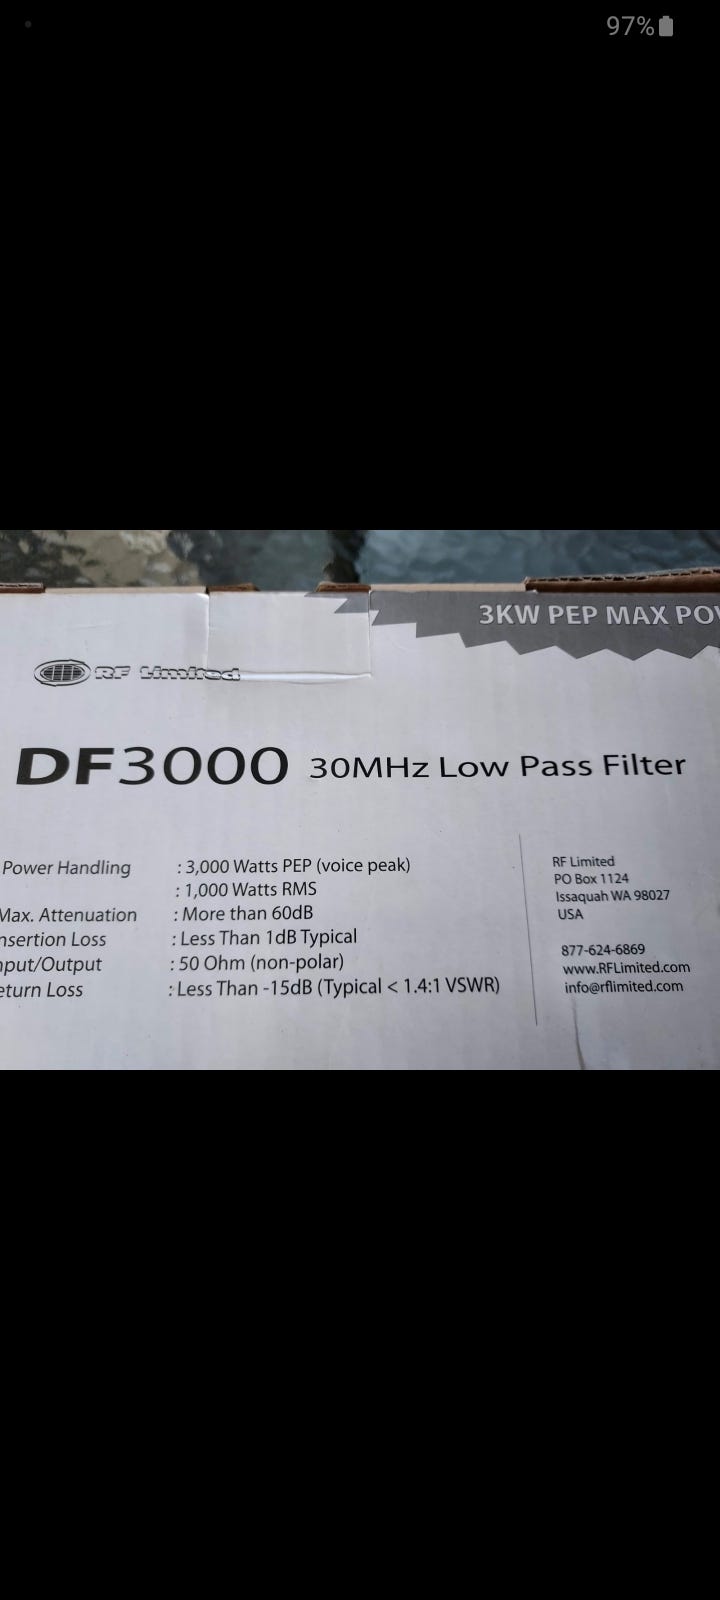 97%
3KW PEP MAX
RF Limited
DF3000 30MHz Low Pass Filter
Power Handling : 3,000 Watts PEP (voice peak)
: 1,000 Watts RMS
Max. Attenuation : More than 60dB
nsertion Loss : Less Than 1dB Typical
nput/Output : 50 Ohm (non-polar)
eturn Loss : Less Than -15dB (Typical < 1.4:1 VSWR)
RF Limited
PO Box 1124
Issaquah WA 98027
USA
877-624-6869
www.RFLimited.com
info@rflimited.com